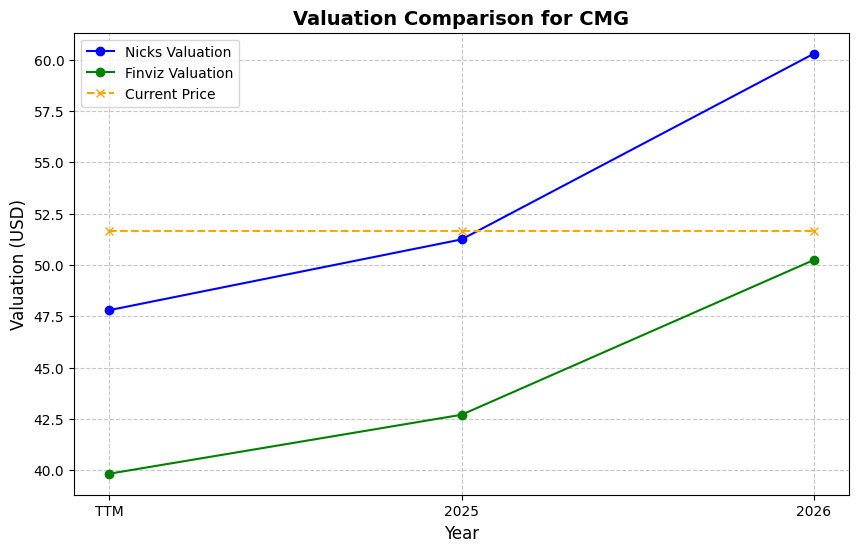 Valuation Comparison for CMG
Nicks Valuation
Finviz Valuation
Current Price
Valuation (USD)
60.0
57.5
55.0
52.5
50.0
47.5
45.0
42.5
40.0
TTM 2025 2026
Year